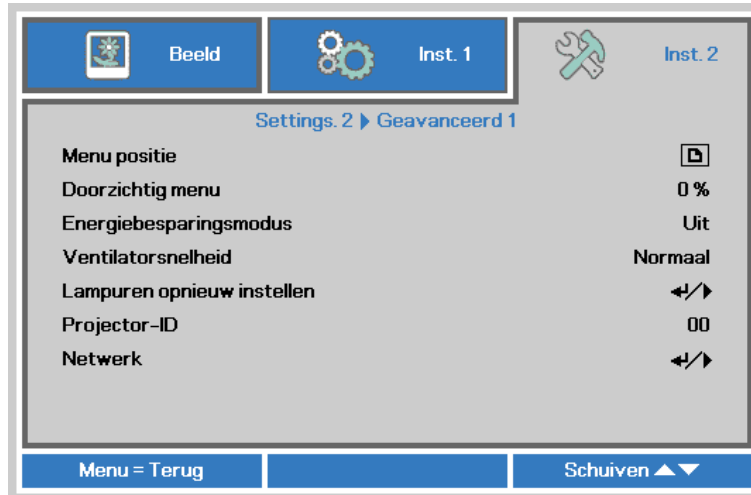 Beeld
Inst. 1
Inst. 2
Settings. 2 Geavanceerd 1
Menu positie
Doorzichtig menu 0 %
Energiebesparingsmodus Uit
Ventilatorsnelheid Normaal
Lampuren opnieuw instellen ↵/▶
Projector-ID 00
Netwerk ↵/▶
Menu = Terug
Schuiven ▲▼